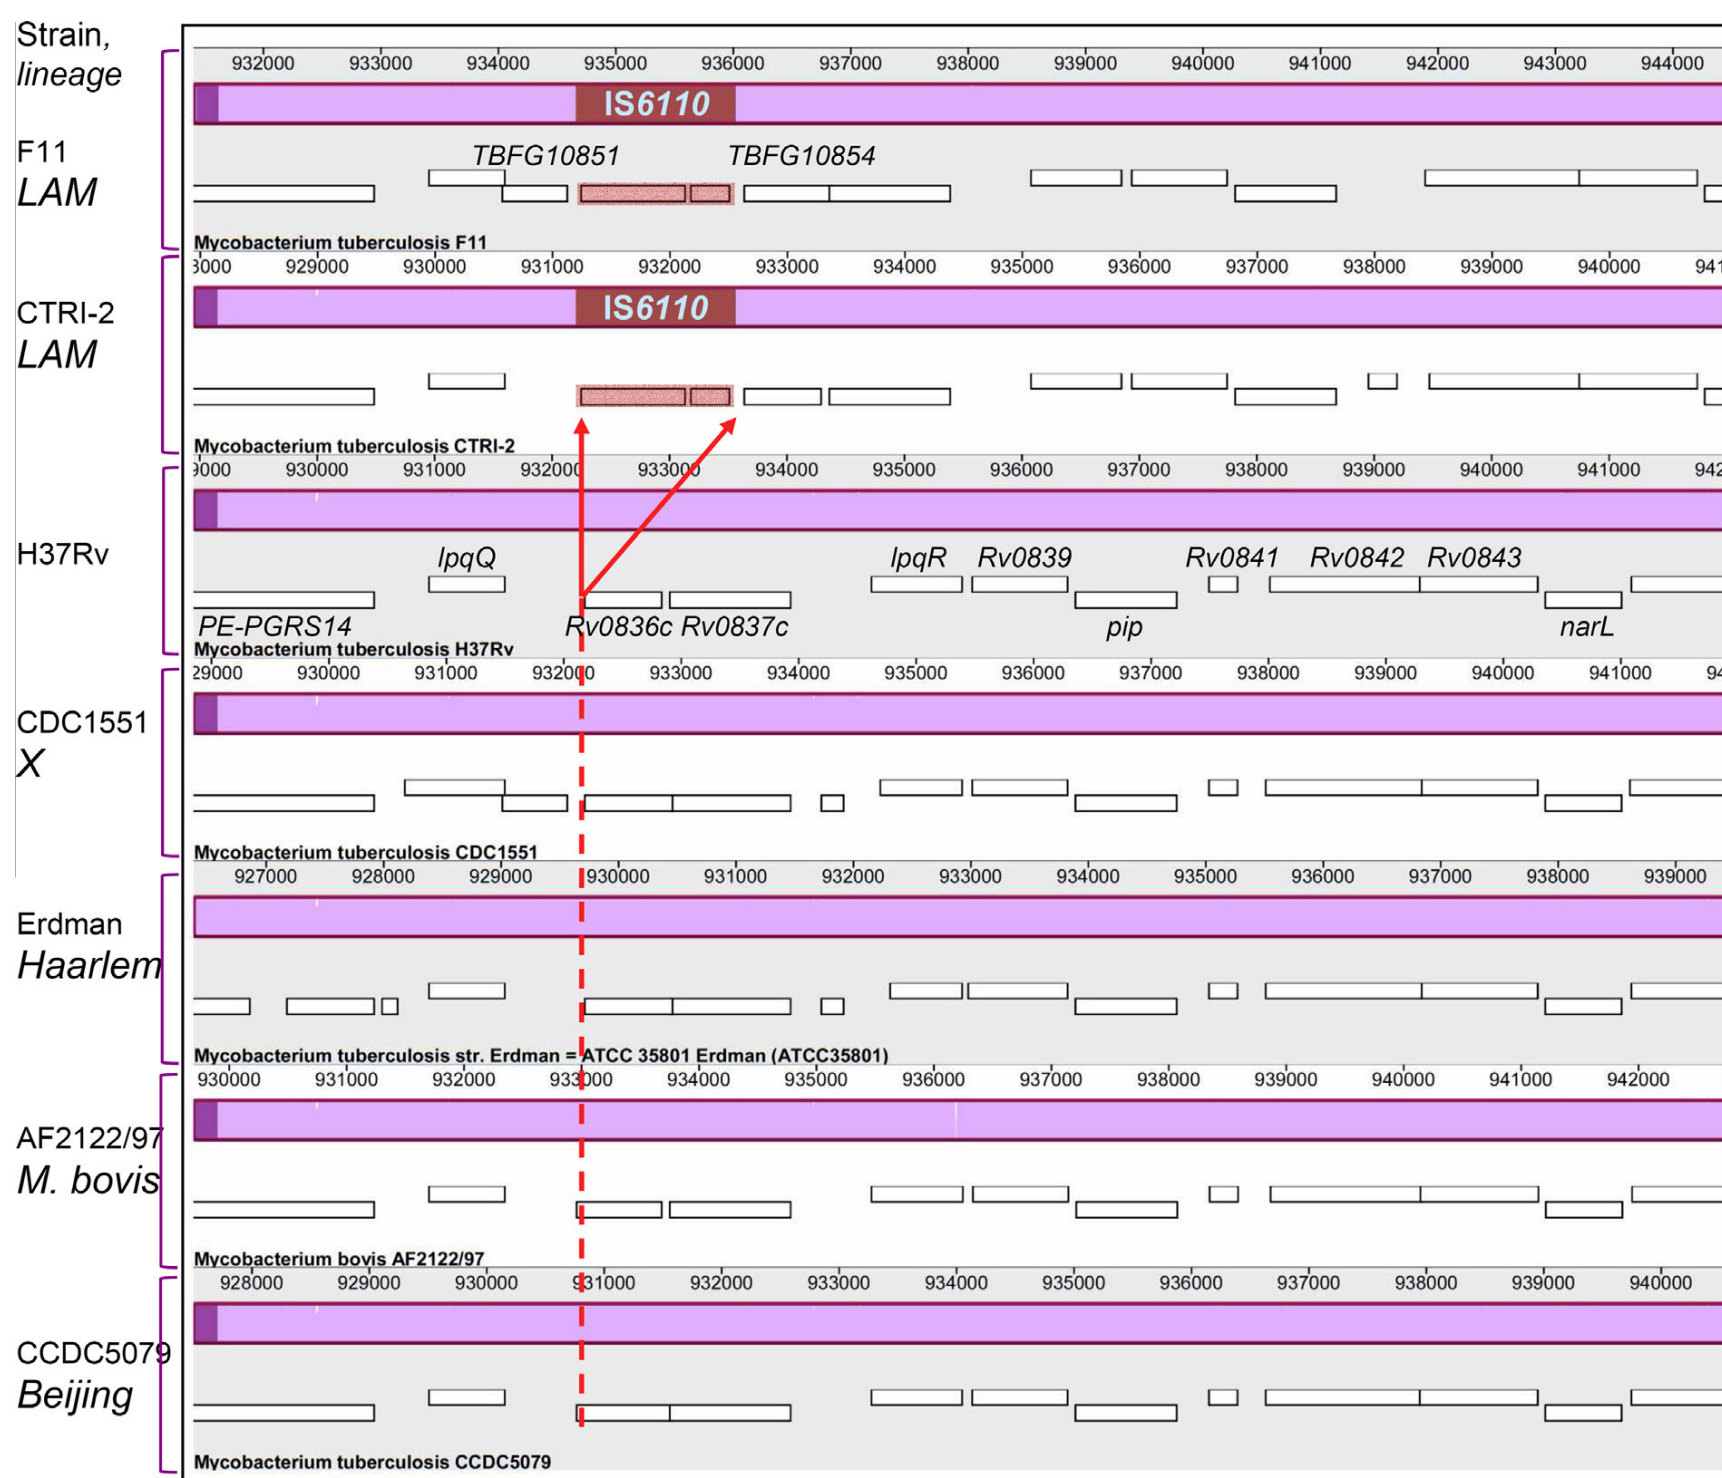 Strain,
lineage
932000 933000 934000 935000 936000 937000 938000 939000 940000 941000 942000 943000 944000
IS6110
F11
LAM
TBFG10851 TBFG10854
Mycobacterium tuberculosis F11
3000 929000 930000 931000 932000 933000 934000 935000 936000 937000 938000 939000 940000 941
IS6110
CTRI-2
LAM
Mycobacterium tuberculosis CTRI-2
9000 930000 931000 932000 933000 934000 935000 936000 937000 938000 939000 940000 941000 942
H37Rv
lpqQ lpqR Rv0839 Rv0841 Rv0842 Rv0843
PE-PGRS14 Rv0836c Rv0837c pip narL
Mycobacterium tuberculosis H37Rv
29000 930000 931000 932000 933000 934000 935000 936000 937000 938000 939000 940000 941000 94
CDC1551
X
Mycobacterium tuberculosis CDC1551
927000 928000 929000 930000 931000 932000 933000 934000 935000 936000 937000 938000 939000
Erdman
Haarlem
Mycobacterium tuberculosis str. Erdman = ATCC 35801 Erdman (ATCC35801)
930000 931000 932000 933000 934000 935000 936000 937000 938000 939000 940000 941000 942000
AF2122/97
M. bovis
Mycobacterium bovis AF2122/97
928000 929000 930000 931000 932000 933000 934000 935000 936000 937000 938000 939000 940000
CCDC5079
Beijing
Mycobacterium tuberculosis CCDC5079